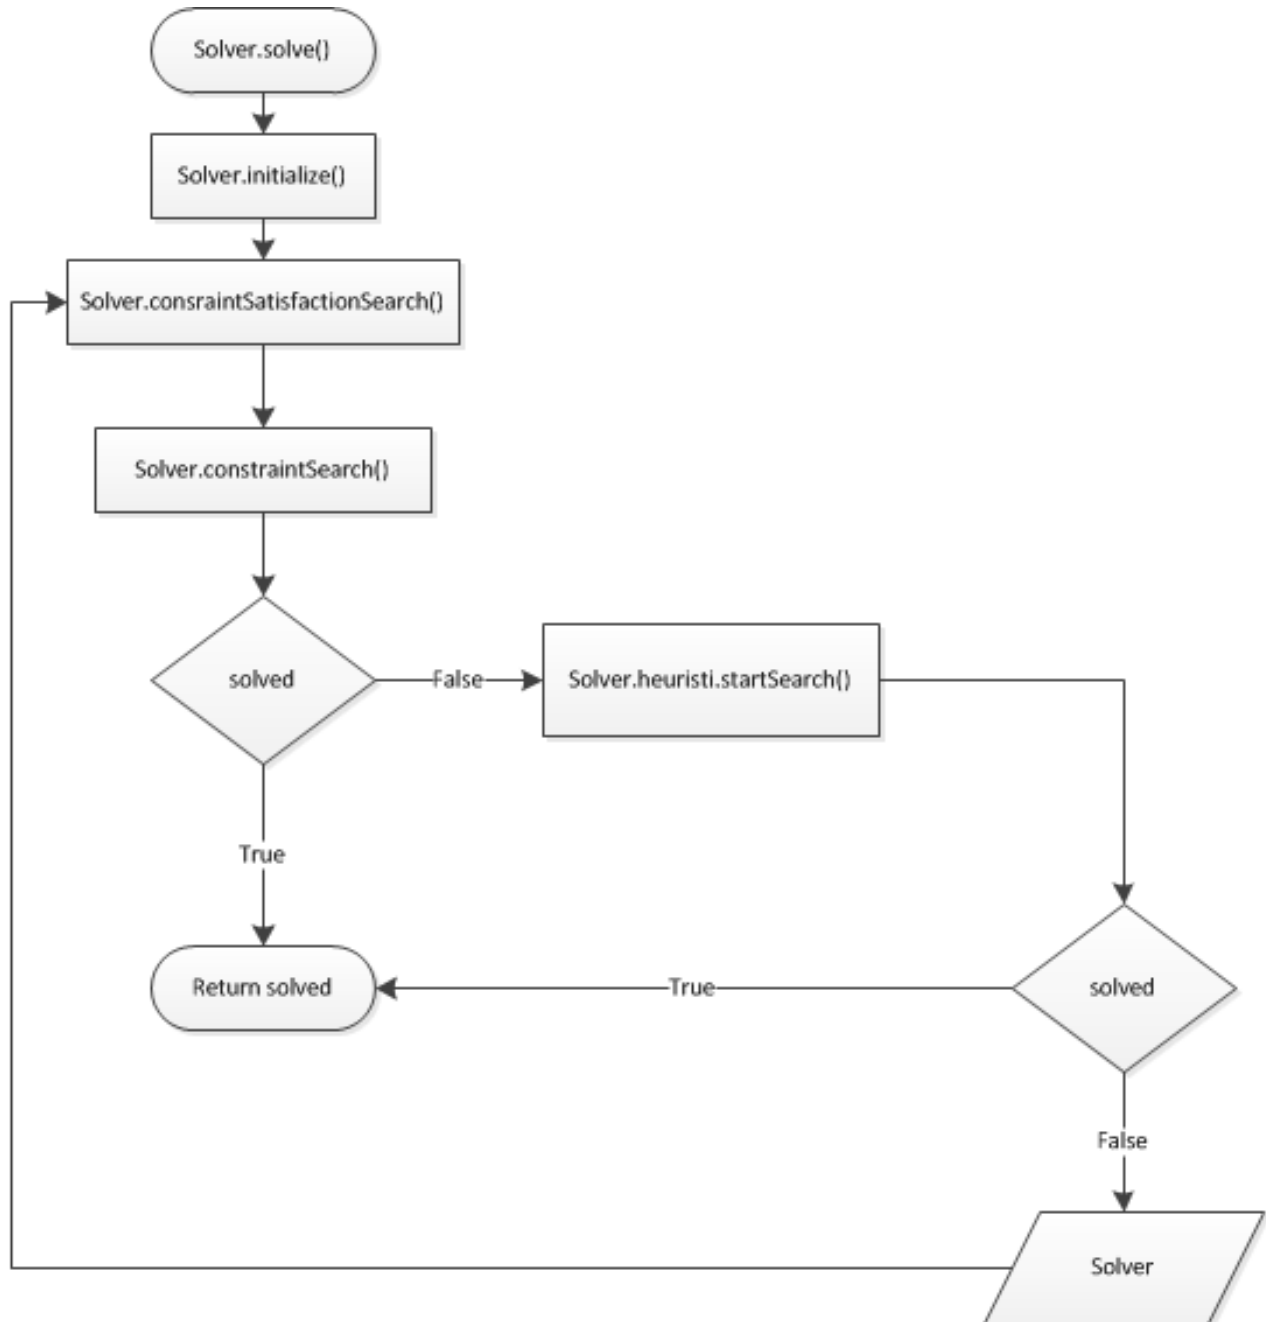 Solver.solve()
Solver.initialize()
Solver.consraintSatisfactionSearch()
Solver.constraintSearch()
solved
False
Solver.heuristi.startSearch()
True
Return solved
True
solved
False
Solver